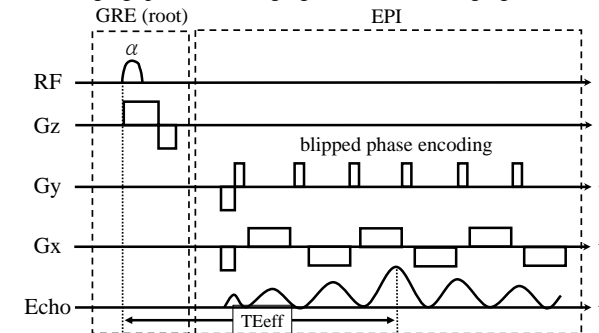 GRE (root)
EPI
α
RF
Gz
blipped phase encoding
Gy
Gx
Echo
TEeff